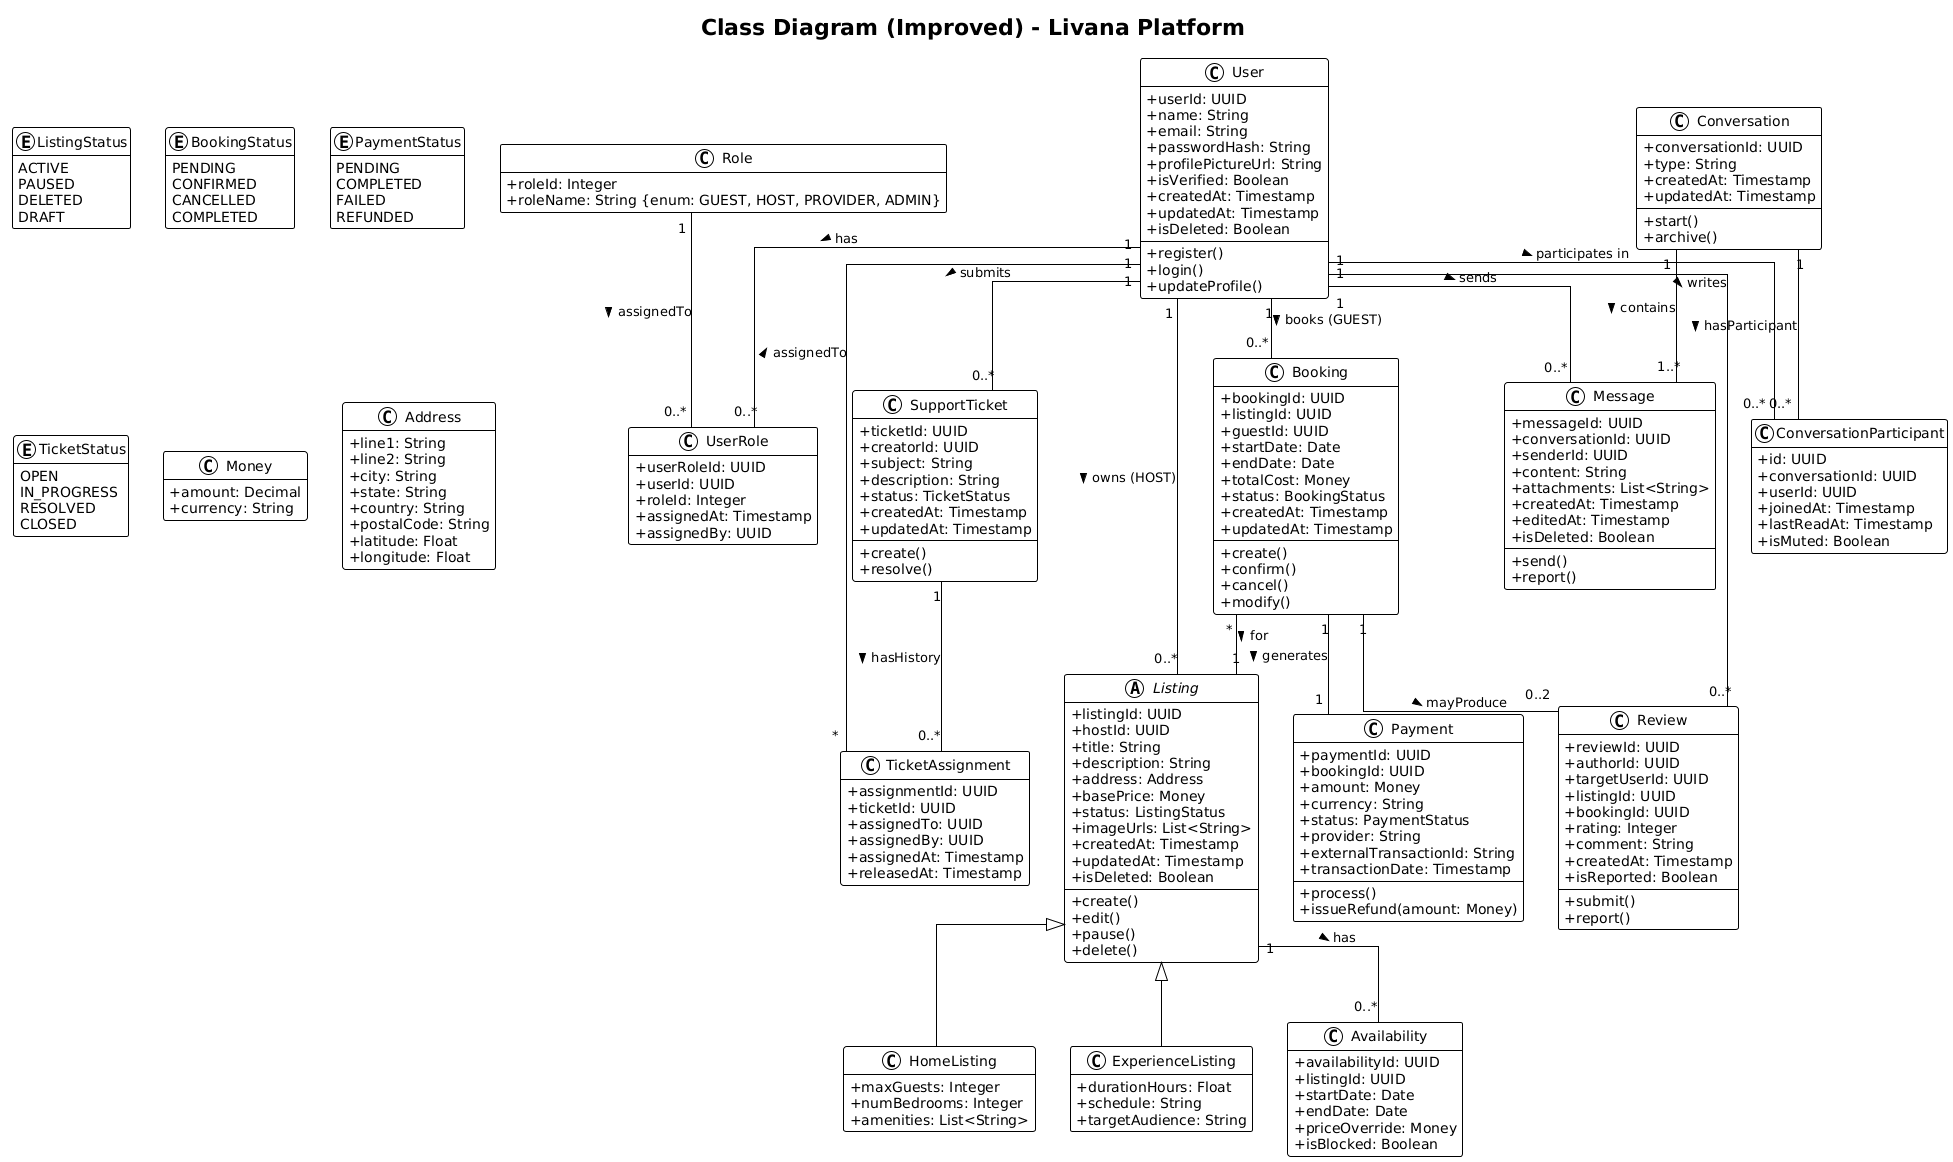 Class Diagram (Improved) - Livana Platform
E ListingStatus
ACTIVE
PAUSED
DELETED
DRAFT
E BookingStatus
PENDING
CONFIRMED
CANCELLED
COMPLETED
E PaymentStatus
PENDING
COMPLETED
FAILED
REFUNDED
C Role
+roleId: Integer
+roleName: String {enum: GUEST, HOST, PROVIDER, ADMIN}
C User
+userId: UUID
+name: String
+email: String
+passwordHash: String
+profilePictureUrl: String
+isVerified: Boolean
+createdAt: Timestamp
+updatedAt: Timestamp
+isDeleted: Boolean
+register()
+login()
+updateProfile()
C Conversation
+conversationId: UUID
+type: String
+createdAt: Timestamp
+updatedAt: Timestamp
+start()
+archive()
1
has
1
1
submits
1
participates in
1
1
sends
1
writes
1
1
assignedTo
assignedTo
1
1
books (GUEST)
contains
hasParticipant
0..*
0..*
0..*
0..*
0..*
1..*
0..*
0..*
E TicketStatus
OPEN
IN_PROGRESS
RESOLVED
CLOSED
C Money
+amount: Decimal
+currency: String
C Address
+line1: String
+line2: String
+city: String
+state: String
+country: String
+postalCode: String
+latitude: Float
+longitude: Float
C UserRole
+userRoleId: UUID
+userId: UUID
+roleId: Integer
+assignedAt: Timestamp
+assignedBy: UUID
C SupportTicket
+ticketId: UUID
+creatorId: UUID
+subject: String
+description: String
+status: TicketStatus
+createdAt: Timestamp
+updatedAt: Timestamp
+create()
+resolve()
owns (HOST)
C Booking
+bookingId: UUID
+listingId: UUID
+guestId: UUID
+startDate: Date
+endDate: Date
+totalCost: Money
+status: BookingStatus
+createdAt: Timestamp
+updatedAt: Timestamp
+create()
+confirm()
+cancel()
+modify()
C Message
+messageId: UUID
+conversationId: UUID
+senderId: UUID
+content: String
+attachments: List<String>
+createdAt: Timestamp
+editedAt: Timestamp
+isDeleted: Boolean
+send()
+report()
C ConversationParticipant
+id: UUID
+conversationId: UUID
+userId: UUID
+joinedAt: Timestamp
+lastReadAt: Timestamp
+isMuted: Boolean
1
hasHistory
*
0..*
*
for
1
0..*
1
generates
1
1
mayProduce
0..2
0..*
C TicketAssignment
+assignmentId: UUID
+ticketId: UUID
+assignedTo: UUID
+assignedBy: UUID
+assignedAt: Timestamp
+releasedAt: Timestamp
A Listing
+listingId: UUID
+hostId: UUID
+title: String
+description: String
+address: Address
+basePrice: Money
+status: ListingStatus
+imageUrls: List<String>
+createdAt: Timestamp
+updatedAt: Timestamp
+isDeleted: Boolean
+create()
+edit()
+pause()
+delete()
C Payment
+paymentId: UUID
+bookingId: UUID
+amount: Money
+currency: String
+status: PaymentStatus
+provider: String
+externalTransactionId: String
+transactionDate: Timestamp
+process()
+issueRefund(amount: Money)
C Review
+reviewId: UUID
+authorId: UUID
+targetUserId: UUID
+listingId: UUID
+bookingId: UUID
+rating: Integer
+comment: String
+createdAt: Timestamp
+isReported: Boolean
+submit()
+report()
1
has
0..*
C HomeListing
+maxGuests: Integer
+numBedrooms: Integer
+amenities: List<String>
C ExperienceListing
+durationHours: Float
+schedule: String
+targetAudience: String
C Availability
+availabilityId: UUID
+listingId: UUID
+startDate: Date
+endDate: Date
+priceOverride: Money
+isBlocked: Boolean